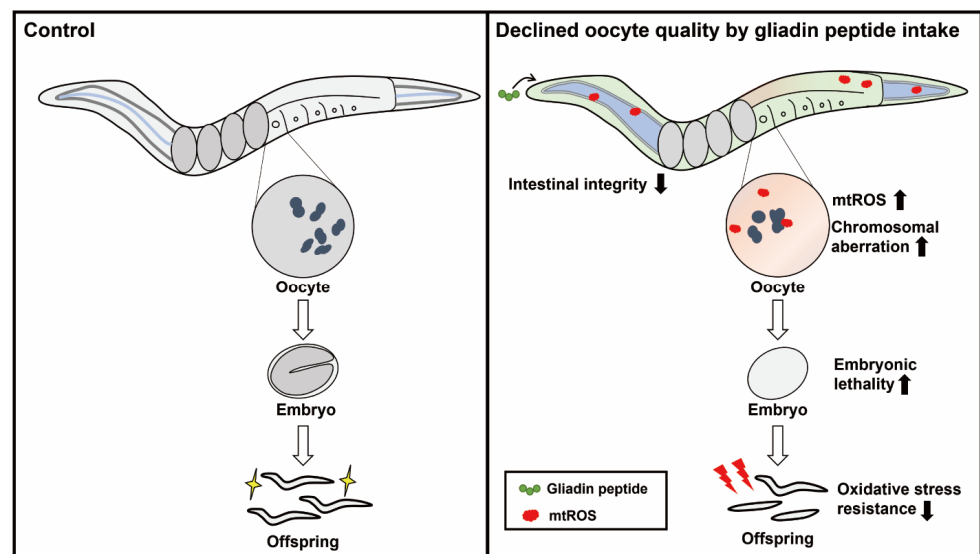 Control
Oocyte
Embryo
Offspring
Declined oocyte quality by gliadin peptide intake
Intestinal integrity
mtROS
Chromosomal
aberration
Oocyte
Embryonic
lethality
Embryo
Gliadin peptide
mtROS
Oxidative stress
resistance
Offspring